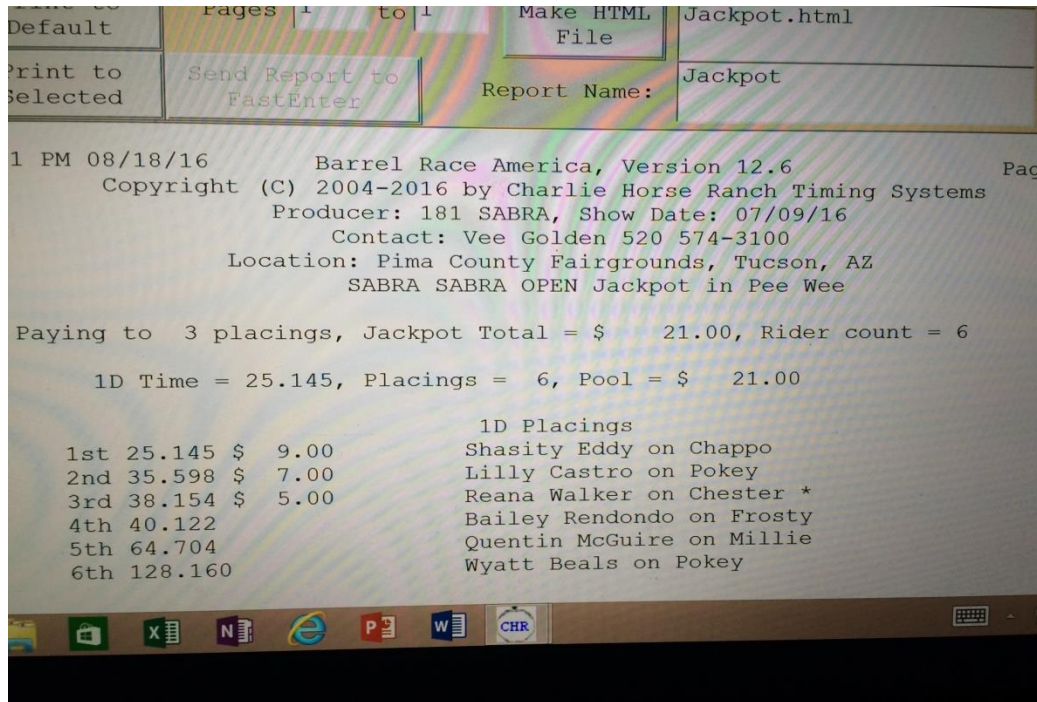 Default
Pages 1 to 1
Make HTML
File
Jackpot.html
Print to
Selected
Send Report to
FastEnter
Report Name:
Jackpot
1 PM 08/18/16 Barrel Race America, Version 12.6
Copyright (C) 2004-2016 by Charlie Horse Ranch Timing Systems
Producer: 181 SABRA, Show Date: 07/09/16
Contact: Vee Golden 520 574-3100
Location: Pima County Fairgrounds, Tucson, AZ
SABRA SABRA OPEN Jackpot in Pee Wee
Paying to 3 placings, Jackpot Total = $ 21.00, Rider count = 6
1D Time = 25.145, Placings = 6, Pool = $ 21.00
1D Placings
1st 25.145 $ 9.00 Shasity Eddy on Chappo
2nd 35.598 $ 7.00 Lilly Castro on Pokey
3rd 38.154 $ 5.00 Reana Walker on Chester *
4th 40.122 Bailey Rendondo on Frosty
5th 64.704 Quentin McGuire on Millie
6th 128.160 Wyatt Beals on Pokey
CHR